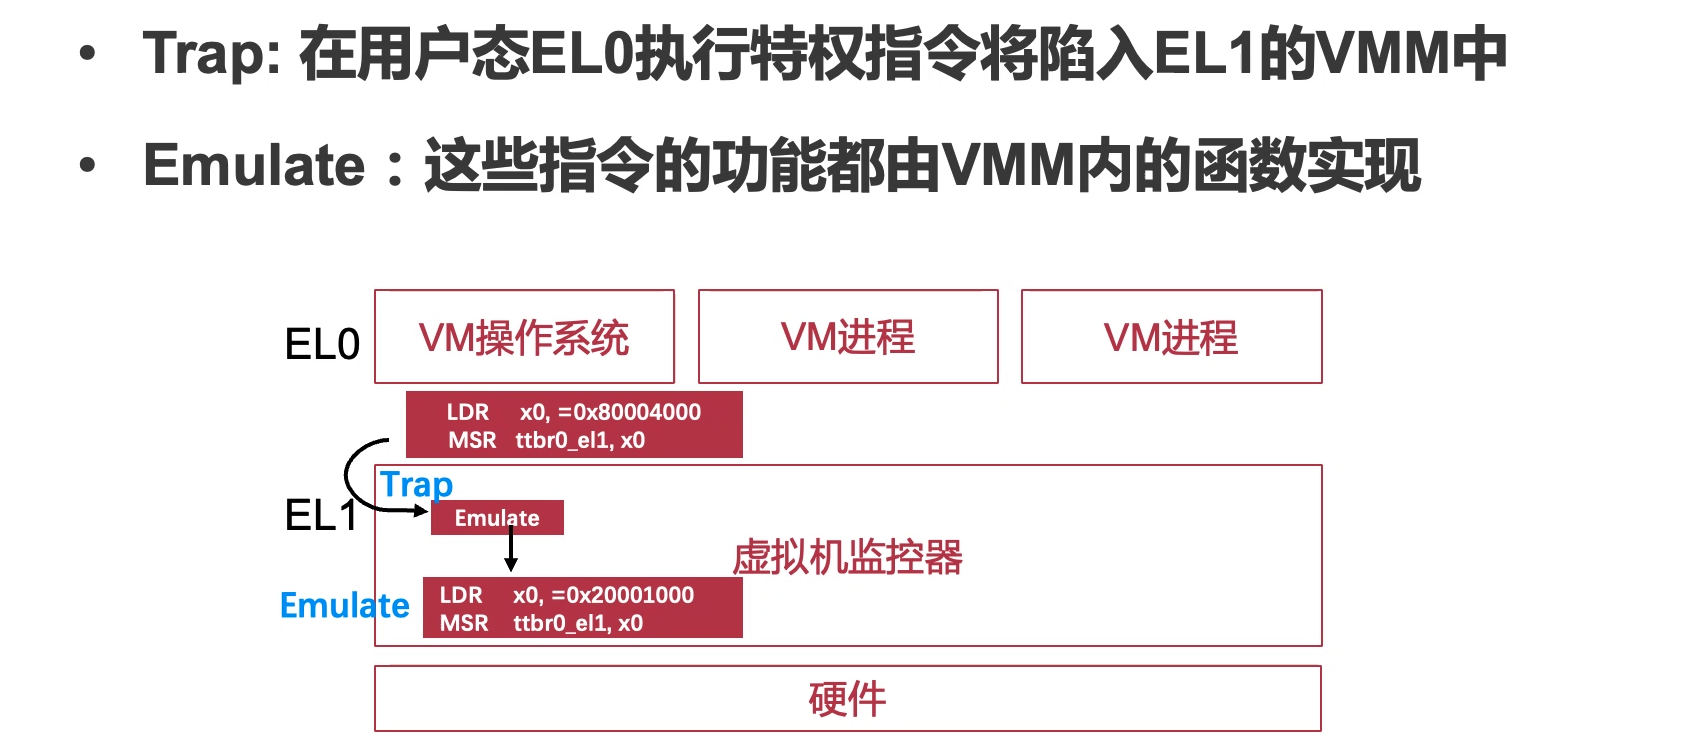 • Trap: 在用户态EL0执行特权指令将陷入EL1的VMM中
• Emulate：这些指令的功能都由VMM内的函数实现
EL0
VM操作系统
VM进程
VM进程
LDR x0, =0x80004000
MSR ttbr0_el1, x0
Trap
EL1
Emulate
虚拟机监控器
Emulate
LDR x0, =0x20001000
MSR ttbr0_el1, x0
硬件